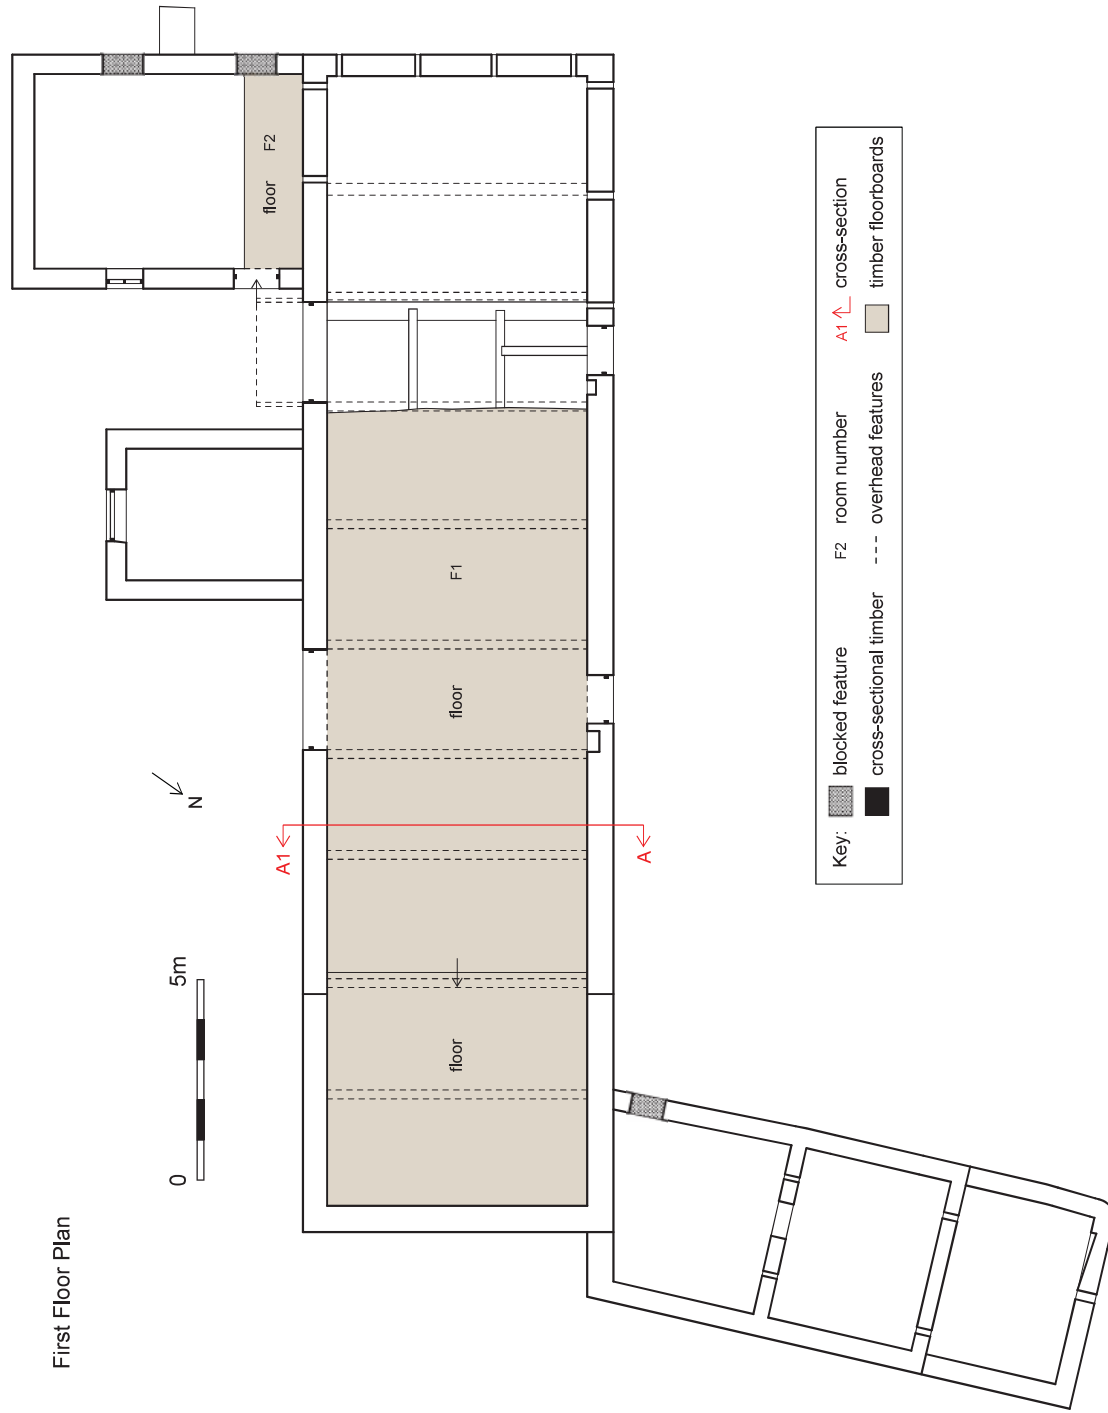 First Floor Plan
0 5m
N
A1
A
floor
floor
F1
floor F2
Key: blocked feature F2 room number A1 cross-section
cross-sectional timber overhead features timber floorboards